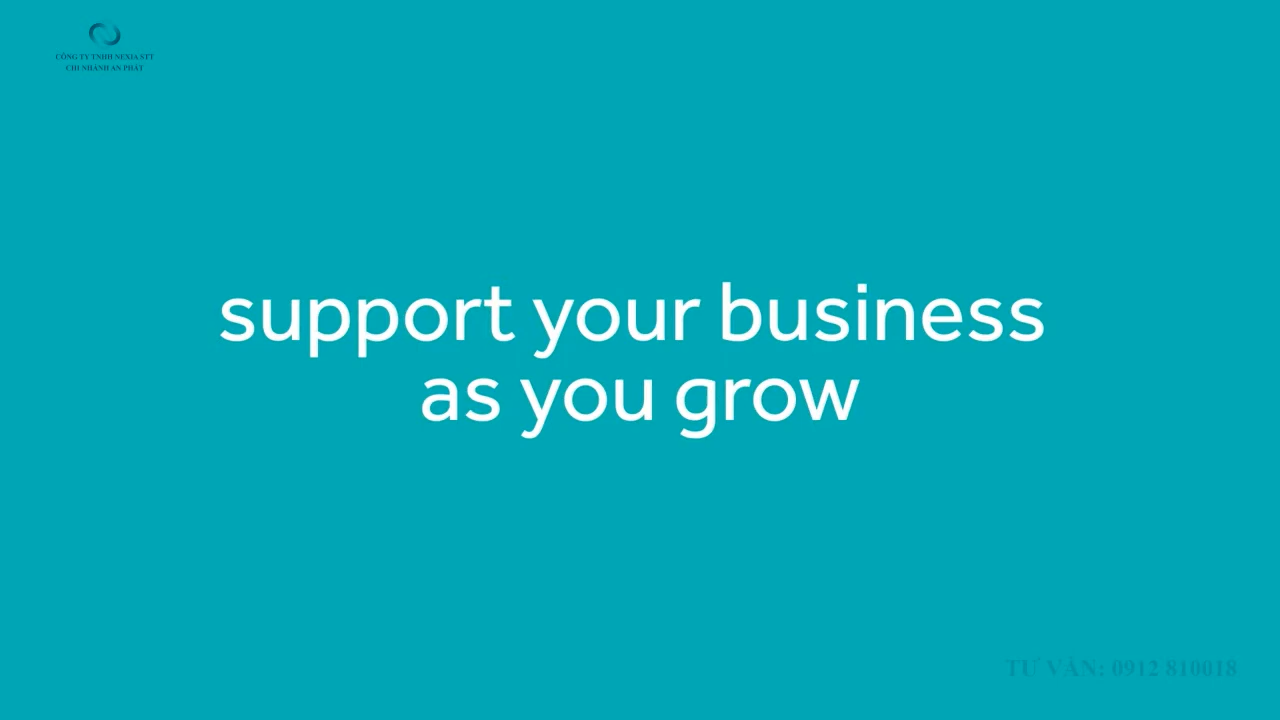 CÔNG TY TNHH NEXIA STT
CHI NHÁNH AN PHÁT
support your business
as you grow
TƯ VẤN: 0912 810018